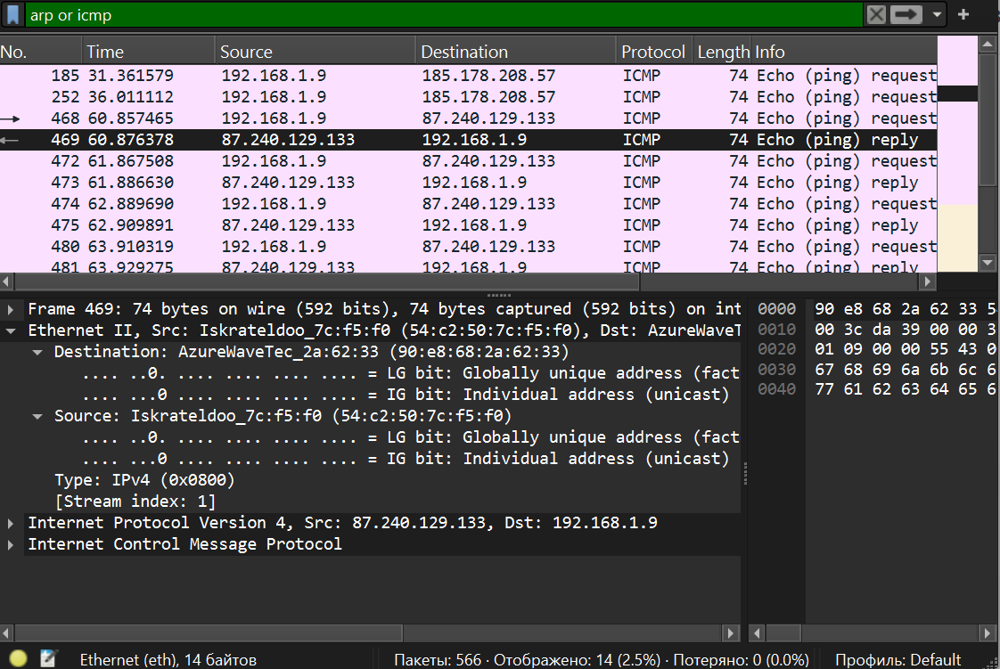 arp or icmp
No. Time Source Destination Protocol Length Info
185 31.361579 192.168.1.9 185.178.208.57 ICMP 74 Echo (ping) request
252 36.011112 192.168.1.9 185.178.208.57 ICMP 74 Echo (ping) request
468 60.857465 192.168.1.9 87.240.129.133 ICMP 74 Echo (ping) request
469 60.876378 87.240.129.133 192.168.1.9 ICMP 74 Echo (ping) reply
472 61.867508 192.168.1.9 87.240.129.133 ICMP 74 Echo (ping) request
473 61.886630 87.240.129.133 192.168.1.9 ICMP 74 Echo (ping) reply
474 62.889690 192.168.1.9 87.240.129.133 ICMP 74 Echo (ping) request
475 62.909891 87.240.129.133 192.168.1.9 ICMP 74 Echo (ping) reply
480 63.910319 192.168.1.9 87.240.129.133 ICMP 74 Echo (ping) request
481 63.929275 87.240.129.133 192.168.1.9 ICMP 74 Echo (ping) reply
Frame 469: 74 bytes on wire (592 bits), 74 bytes captured (592 bits) on int
Ethernet II, Src: Iskrateldoo_7c:f5:f0 (54:c2:50:7c:f5:f0), Dst: AzureWaveT
Destination: AzureWaveTec_2a:62:33 (90:e8:68:2a:62:33)
.... ..0. .... .... .... .... = LG bit: Globally unique address (fact
.... ...0 .... .... .... .... = IG bit: Individual address (unicast)
Source: Iskrateldoo_7c:f5:f0 (54:c2:50:7c:f5:f0)
.... ..0. .... .... .... .... = LG bit: Globally unique address (fact
.... ...0 .... .... .... .... = IG bit: Individual address (unicast)
Type: IPv4 (0x0800)
[Stream index: 1]
Internet Protocol Version 4, Src: 87.240.129.133, Dst: 192.168.1.9
Internet Control Message Protocol
0000 90 e8 68 2a 62 33 5
0010 00 3c da 39 00 00 3
0020 01 09 00 00 55 43 0
0030 67 68 69 6a 6b 6c 6
0040 77 61 62 63 64 65 6
Ethernet (eth), 14 байтов
Пакеты: 566 · Отображено: 14 (2.5%) · Потеряно: 0 (0.0%)
Профиль: Default